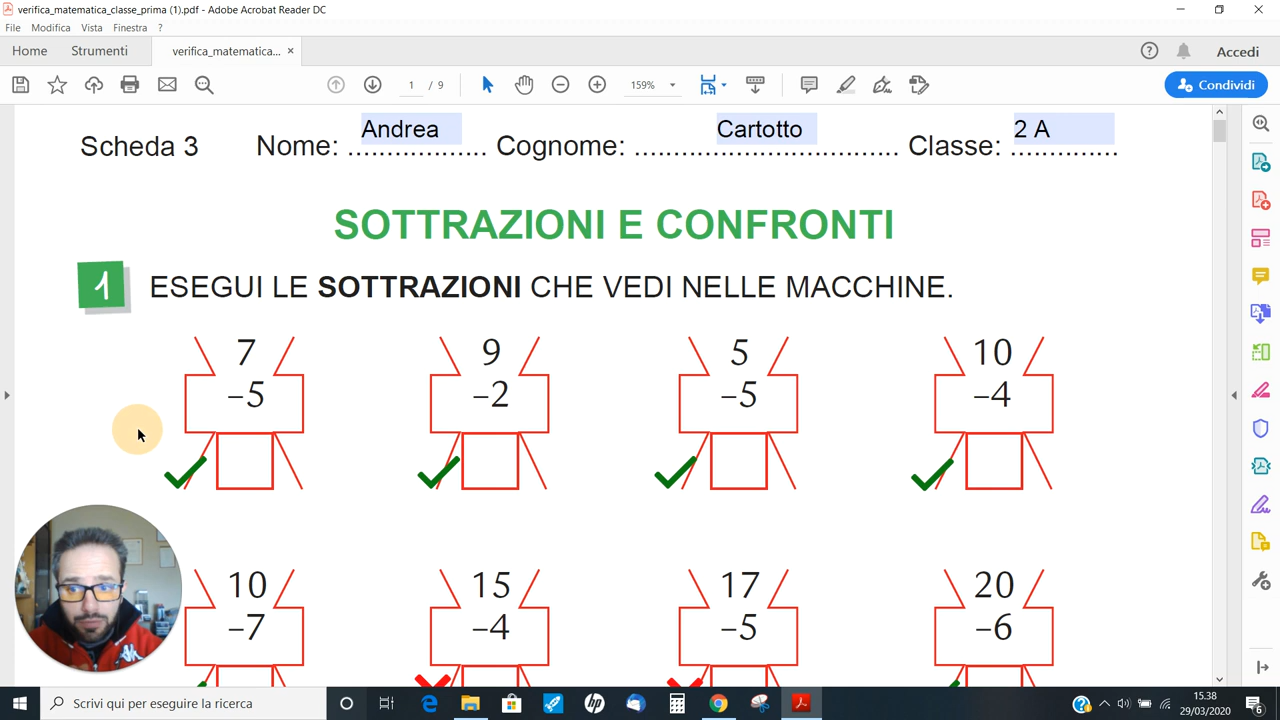 verifica_matematica_classe_prima (1).pdf - Adobe Acrobat Reader DC
File Modifica Vista Finestra ?
Home Strumenti verifica_matematica... × Accedi
1 / 9 159% Condividi
Andrea Cartotto 2 A
Scheda 3 Nome: .................. Cognome: .................................. Classe: ..............
SOTTRAZIONI E CONFRONTI
1 ESEGUI LE SOTTRAZIONI CHE VEDI NELLE MACCHINE.
7 9 5 10
–5 –2 –5 –4
10 15 17 20
–7 –4 –5 –6
Scrivi qui per eseguire la ricerca
15.38
29/03/2020
6